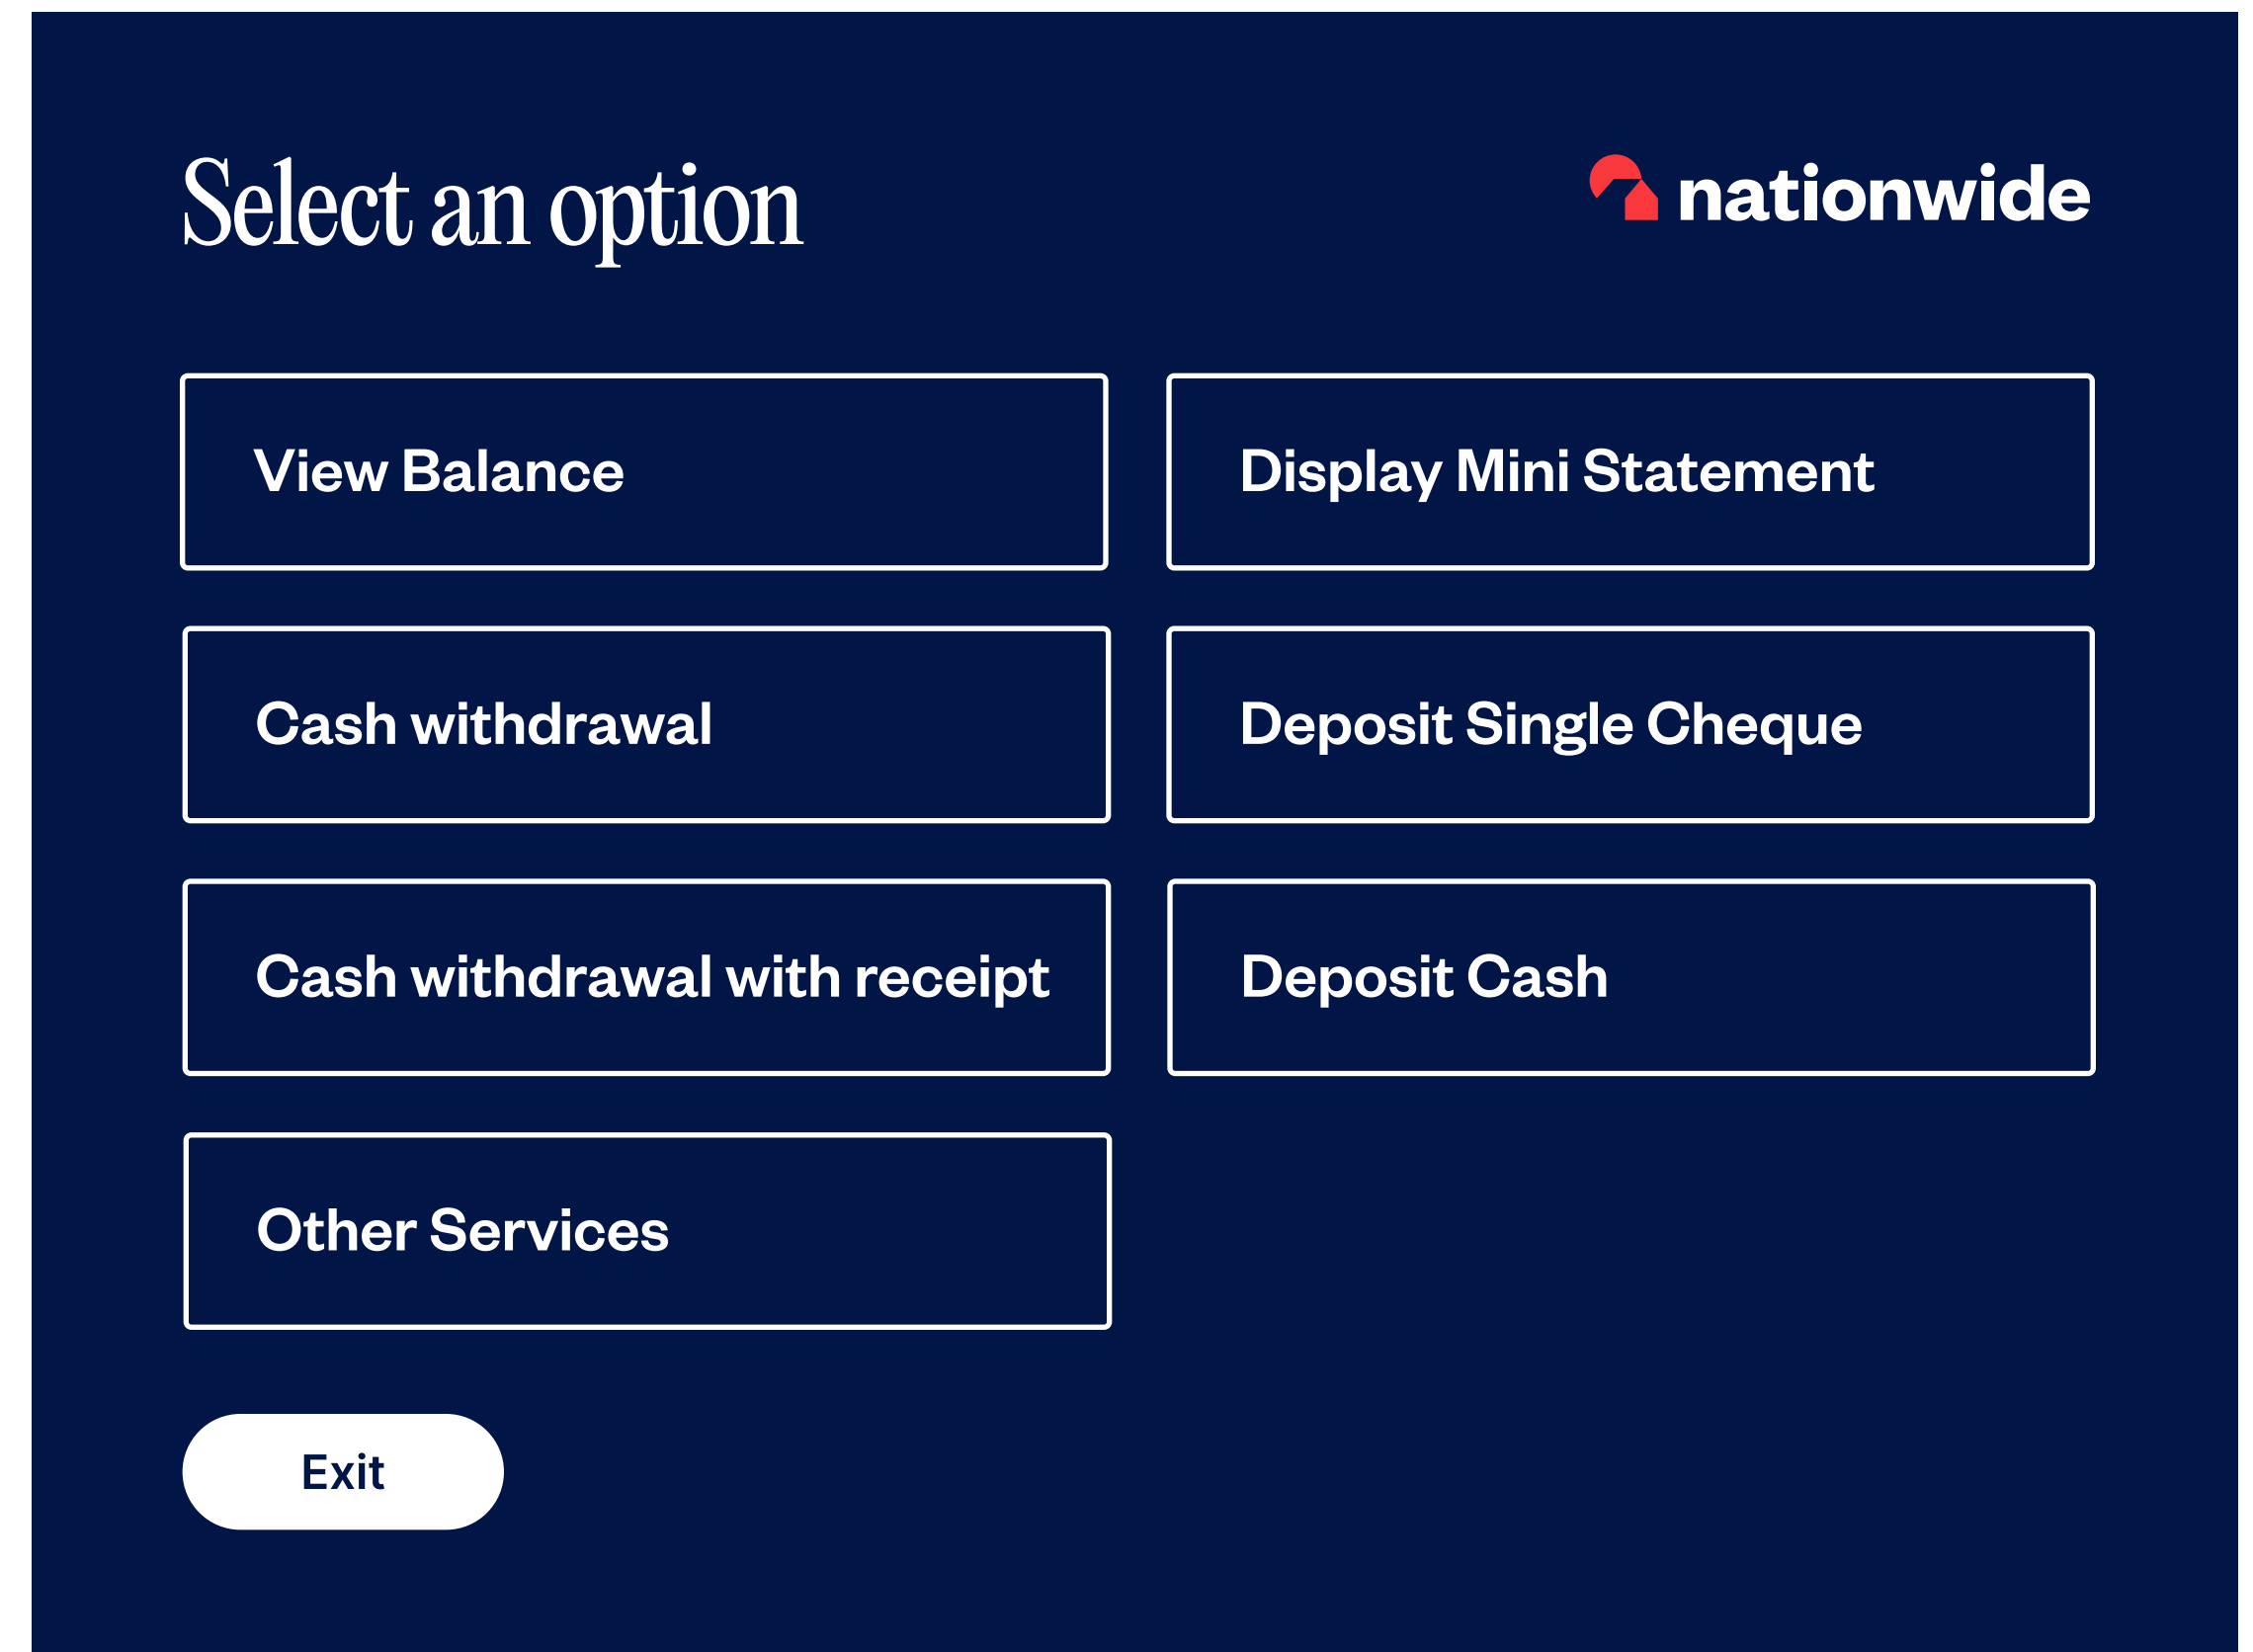 Select an option
nationwide
View Balance
Display Mini Statement
Cash withdrawal
Deposit Single Cheque
Cash withdrawal with receipt
Deposit Cash
Other Services
Exit